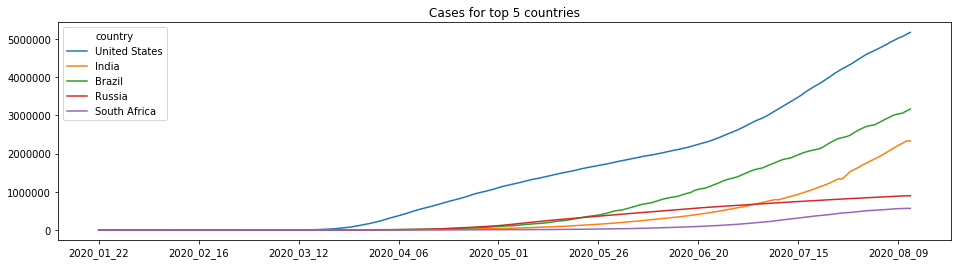 Cases for top 5 countries
country
United States
India
Brazil
Russia
South Africa
5000000
4000000
3000000
2000000
1000000
0
2020_01_22 2020_02_16 2020_03_12 2020_04_06 2020_05_01 2020_05_26 2020_06_20 2020_07_15 2020_08_09